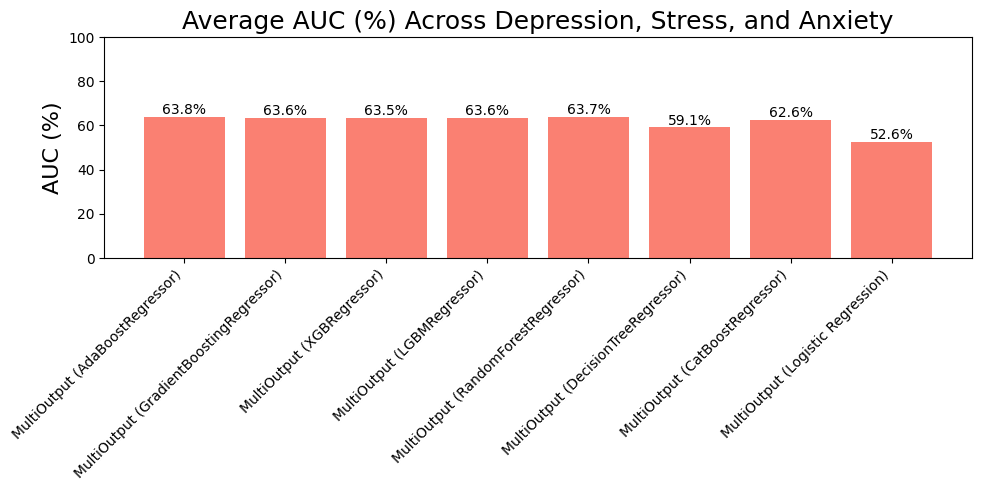 Average AUC (%) Across Depression, Stress, and Anxiety
AUC (%)
100
80
60
40
20
0
63.8%
63.6%
63.5%
63.6%
63.7%
59.1%
62.6%
52.6%
MultiOutput (AdaBoostRegressor)
MultiOutput (GradientBoostingRegressor)
MultiOutput (XGBRegressor)
MultiOutput (LGBMRegressor)
MultiOutput (RandomForestRegressor)
MultiOutput (DecisionTreeRegressor)
MultiOutput (CatBoostRegressor)
MultiOutput (Logistic Regression)